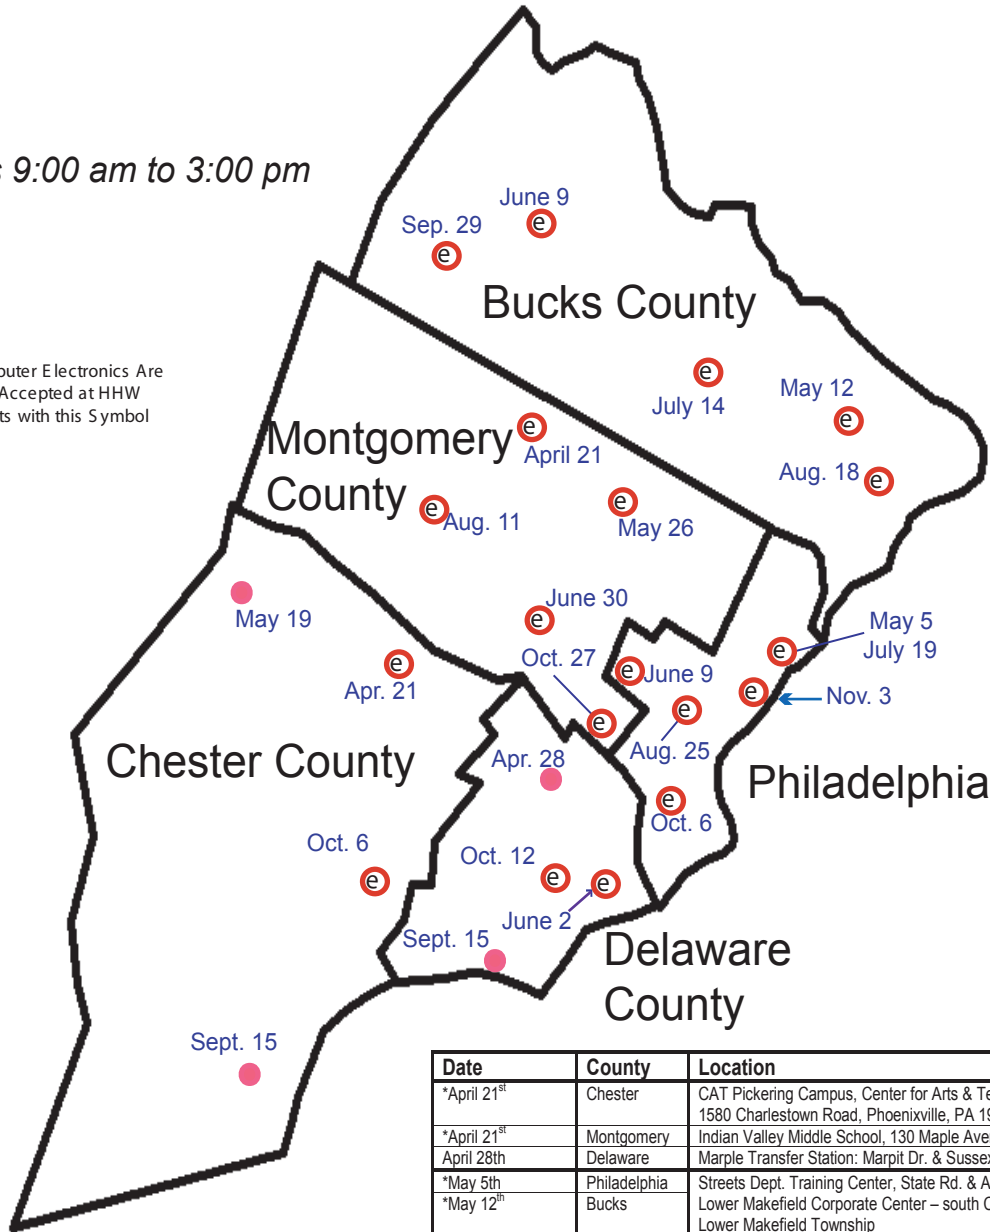 9:00 am to 3:00 pm
June 9
Sep. 29
e
e
Bucks County
Electronics Are
Accepted at HHW
with this Symbol
e
July 14
May 12
e
Montgomery
County
e
April 21
Aug. 18
e
e
Aug. 11
e
May 26
May 19
June 30
e
Oct. 27
May 5
July 19
e
e
Apr. 21
e
June 9
e
Nov. 3
e
Aug. 25
e
Chester County
Apr. 28
Philadelphia
e
Oct. 6
Oct. 6
e
Oct. 12
e
e
June 2
Sept. 15
Delaware
County
Sept. 15
Date County Location
*April 21st Chester CAT Pickering Campus, Center for Arts &
1580 Charlestown Road, Phoenixville, PA
*April 21st Montgomery Indian Valley Middle School, 130 Maple
April 28th Delaware Marple Transfer Station: Marpit Dr. &
*May 5th Philadelphia Streets Dept. Training Center, State Rd. &
*May 12th Bucks Lower Makefield Corporate Center – south
Lower Makefield Township